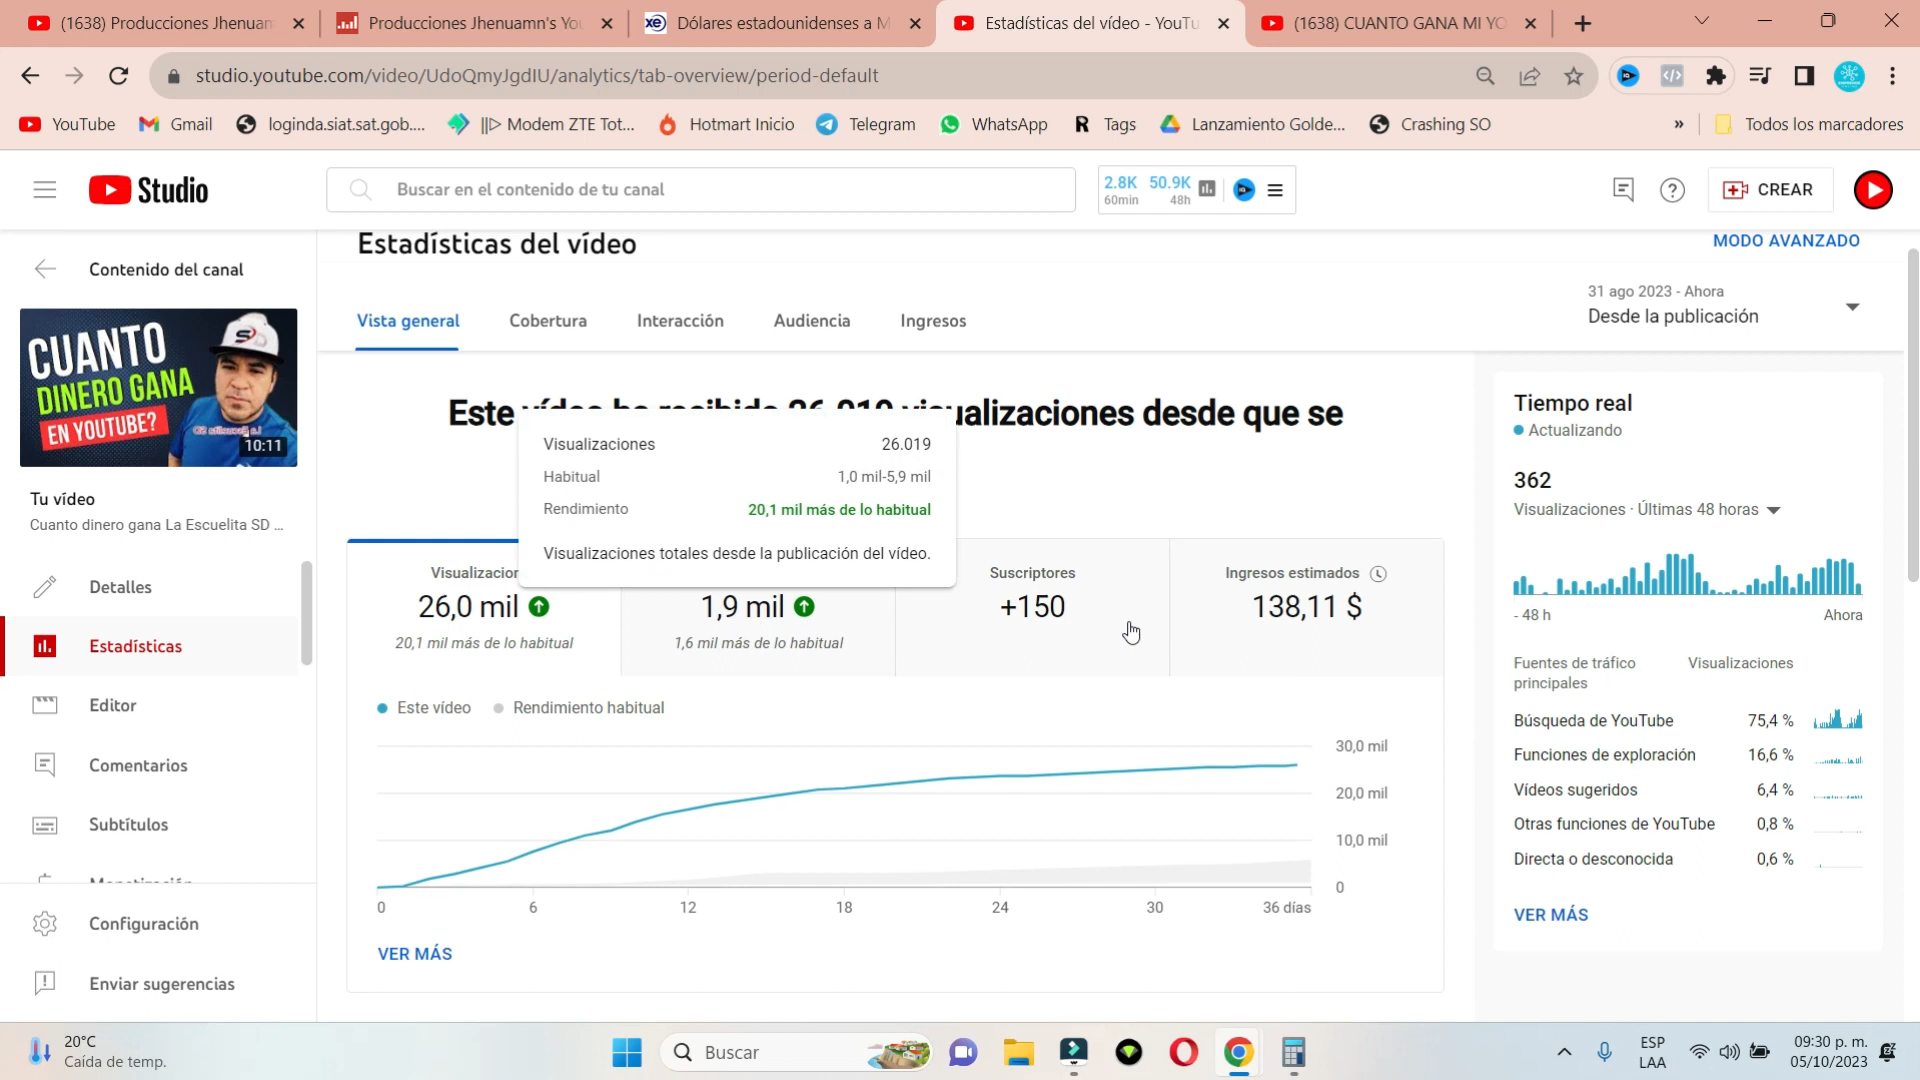 (1638) Producciones Jhenuam
Producciones Jhenuamn's You
Dólares estadounidenses a M
Estadísticas del vídeo - YouTu
(1638) CUANTO GANA MI YO
studio.youtube.com/video/UdoQmyJgdIU/analytics/tab-overview/period-default
YouTube
Gmail
loginda.siat.sat.gob....
||▷ Modem ZTE Tot...
Hotmart Inicio
Telegram
WhatsApp
Tags
Lanzamiento Golde...
Crashing SO
»
Todos los marcadores
Studio
Buscar en el contenido de tu canal
2.8K 50.9K
60min 48h
CREAR
Contenido del canal
CUANTO
DINERO GANA
EN YOUTUBE?
10:11
Tu vídeo
Cuanto dinero gana La Escuelita SD ...
Detalles
Estadísticas
Editor
Comentarios
Subtítulos
Monetización
Configuración
Enviar sugerencias
Estadísticas del vídeo
MODO AVANZADO
Vista general
Cobertura
Interacción
Audiencia
Ingresos
31 ago 2023 - Ahora
Desde la publicación
Este vídeo ha recibido 26.019 visualizaciones desde que se
Visualizaciones 26.019
Habitual 1,0 mil-5,9 mil
Rendimiento 20,1 mil más de lo habitual
Visualizaciones totales desde la publicación del vídeo.
Visualizacion
26,0 mil
20,1 mil más de lo habitual
1,9 mil
1,6 mil más de lo habitual
Suscriptores
+150
Ingresos estimados
138,11 $
Este vídeo
Rendimiento habitual
30,0 mil
20,0 mil
10,0 mil
0
0 6 12 18 24 30 36 días
VER MÁS
Tiempo real
Actualizando
362
Visualizaciones · Últimas 48 horas
- 48 h Ahora
Fuentes de tráfico Visualizaciones
principales
Búsqueda de YouTube 75,4 %
Funciones de exploración 16,6 %
Vídeos sugeridos 6,4 %
Otras funciones de YouTube 0,8 %
Directa o desconocida 0,6 %
VER MÁS
20°C
Caída de temp.
Buscar
ESP
LAA
09:30 p. m.
05/10/2023